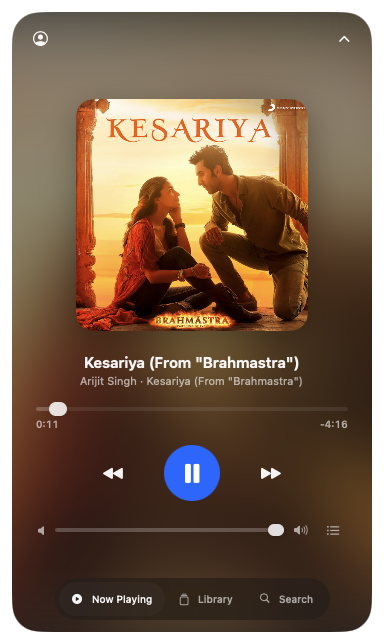 KESARIYA
BRAHMASTRA
Kesariya (From "Brahmastra")
Arijit Singh · Kesariya (From "Brahmastra")
0:11 -4:16
Now Playing Library Search